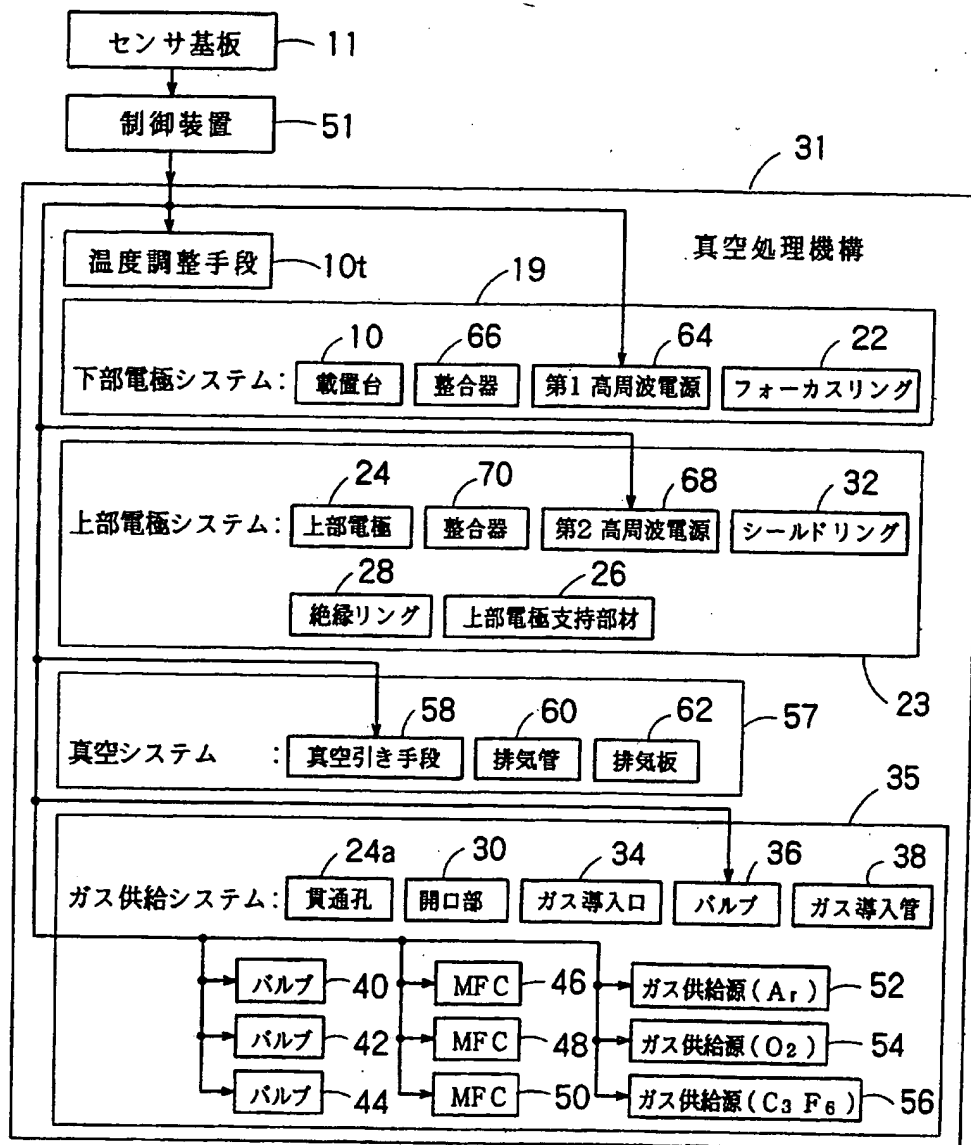 センサ基板 11
制御装置 51
31
温度調整手段 10t
真空処理機構
19
10 66 64 22
下部電極システム: 載置台 整合器 第1高周波電源 フォーカスリング
24 70 68 32
上部電極システム: 上部電極 整合器 第2高周波電源 シールドリング
28 26
絶縁リング 上部電極支持部材
23
58 60 62 57
真空システム : 真空引き手段 排気管 排気板
35
24a 30 34 36 38
ガス供給システム: 貫通孔 開口部 ガス導入口 バルブ ガス導入管
バルブ 40 MFC 46 ガス供給源(Ar) 52
バルブ 42 MFC 48 ガス供給源(O2) 54
バルブ 44 MFC 50 ガス供給源(C3 F6) 56